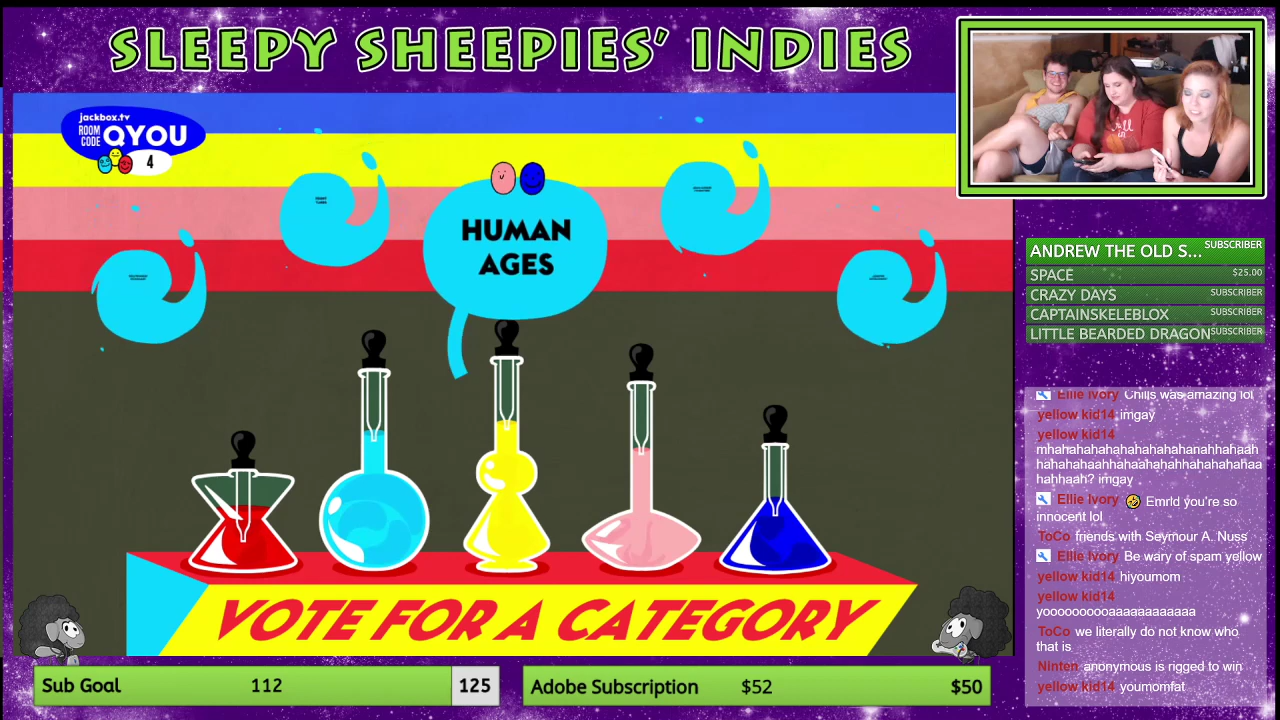 SLEEPY SHEEPIES' INDIES
jackbox.tv
ROOM
CODE
QYOU
4
HUMAN
AGES
VOTE FOR A CATEGORY
Sub Goal 112 125
Adobe Subscription $52 $50
ANDREW THE OLD S... SUBSCRIBER
SPACE $25.00
CRAZY DAYS SUBSCRIBER
CAPTAINSKELEBLOX SUBSCRIBER
LITTLE BEARDED DRAGON SUBSCRIBER
Ellie Ivory Chills was amazing lol
yellow kid14 imgay
yellow kid14
mhahahahahahahahahanahhahaah
hahahahaahhahaahahahhahahahahaa
hahhaah? imgay
Ellie Ivory 🤣 Emrld you're so
innocent lol
ToCo friends with Seymour A. Nuss
Ellie Ivory Be wary of spam yellow
yellow kid14 hiyoumom
yellow kid14
yooooooooaaaaaaaaaaaa
ToCo we literally do not know who
that is
Ninten anonymous is rigged to win
yellow kid14 youmomfat